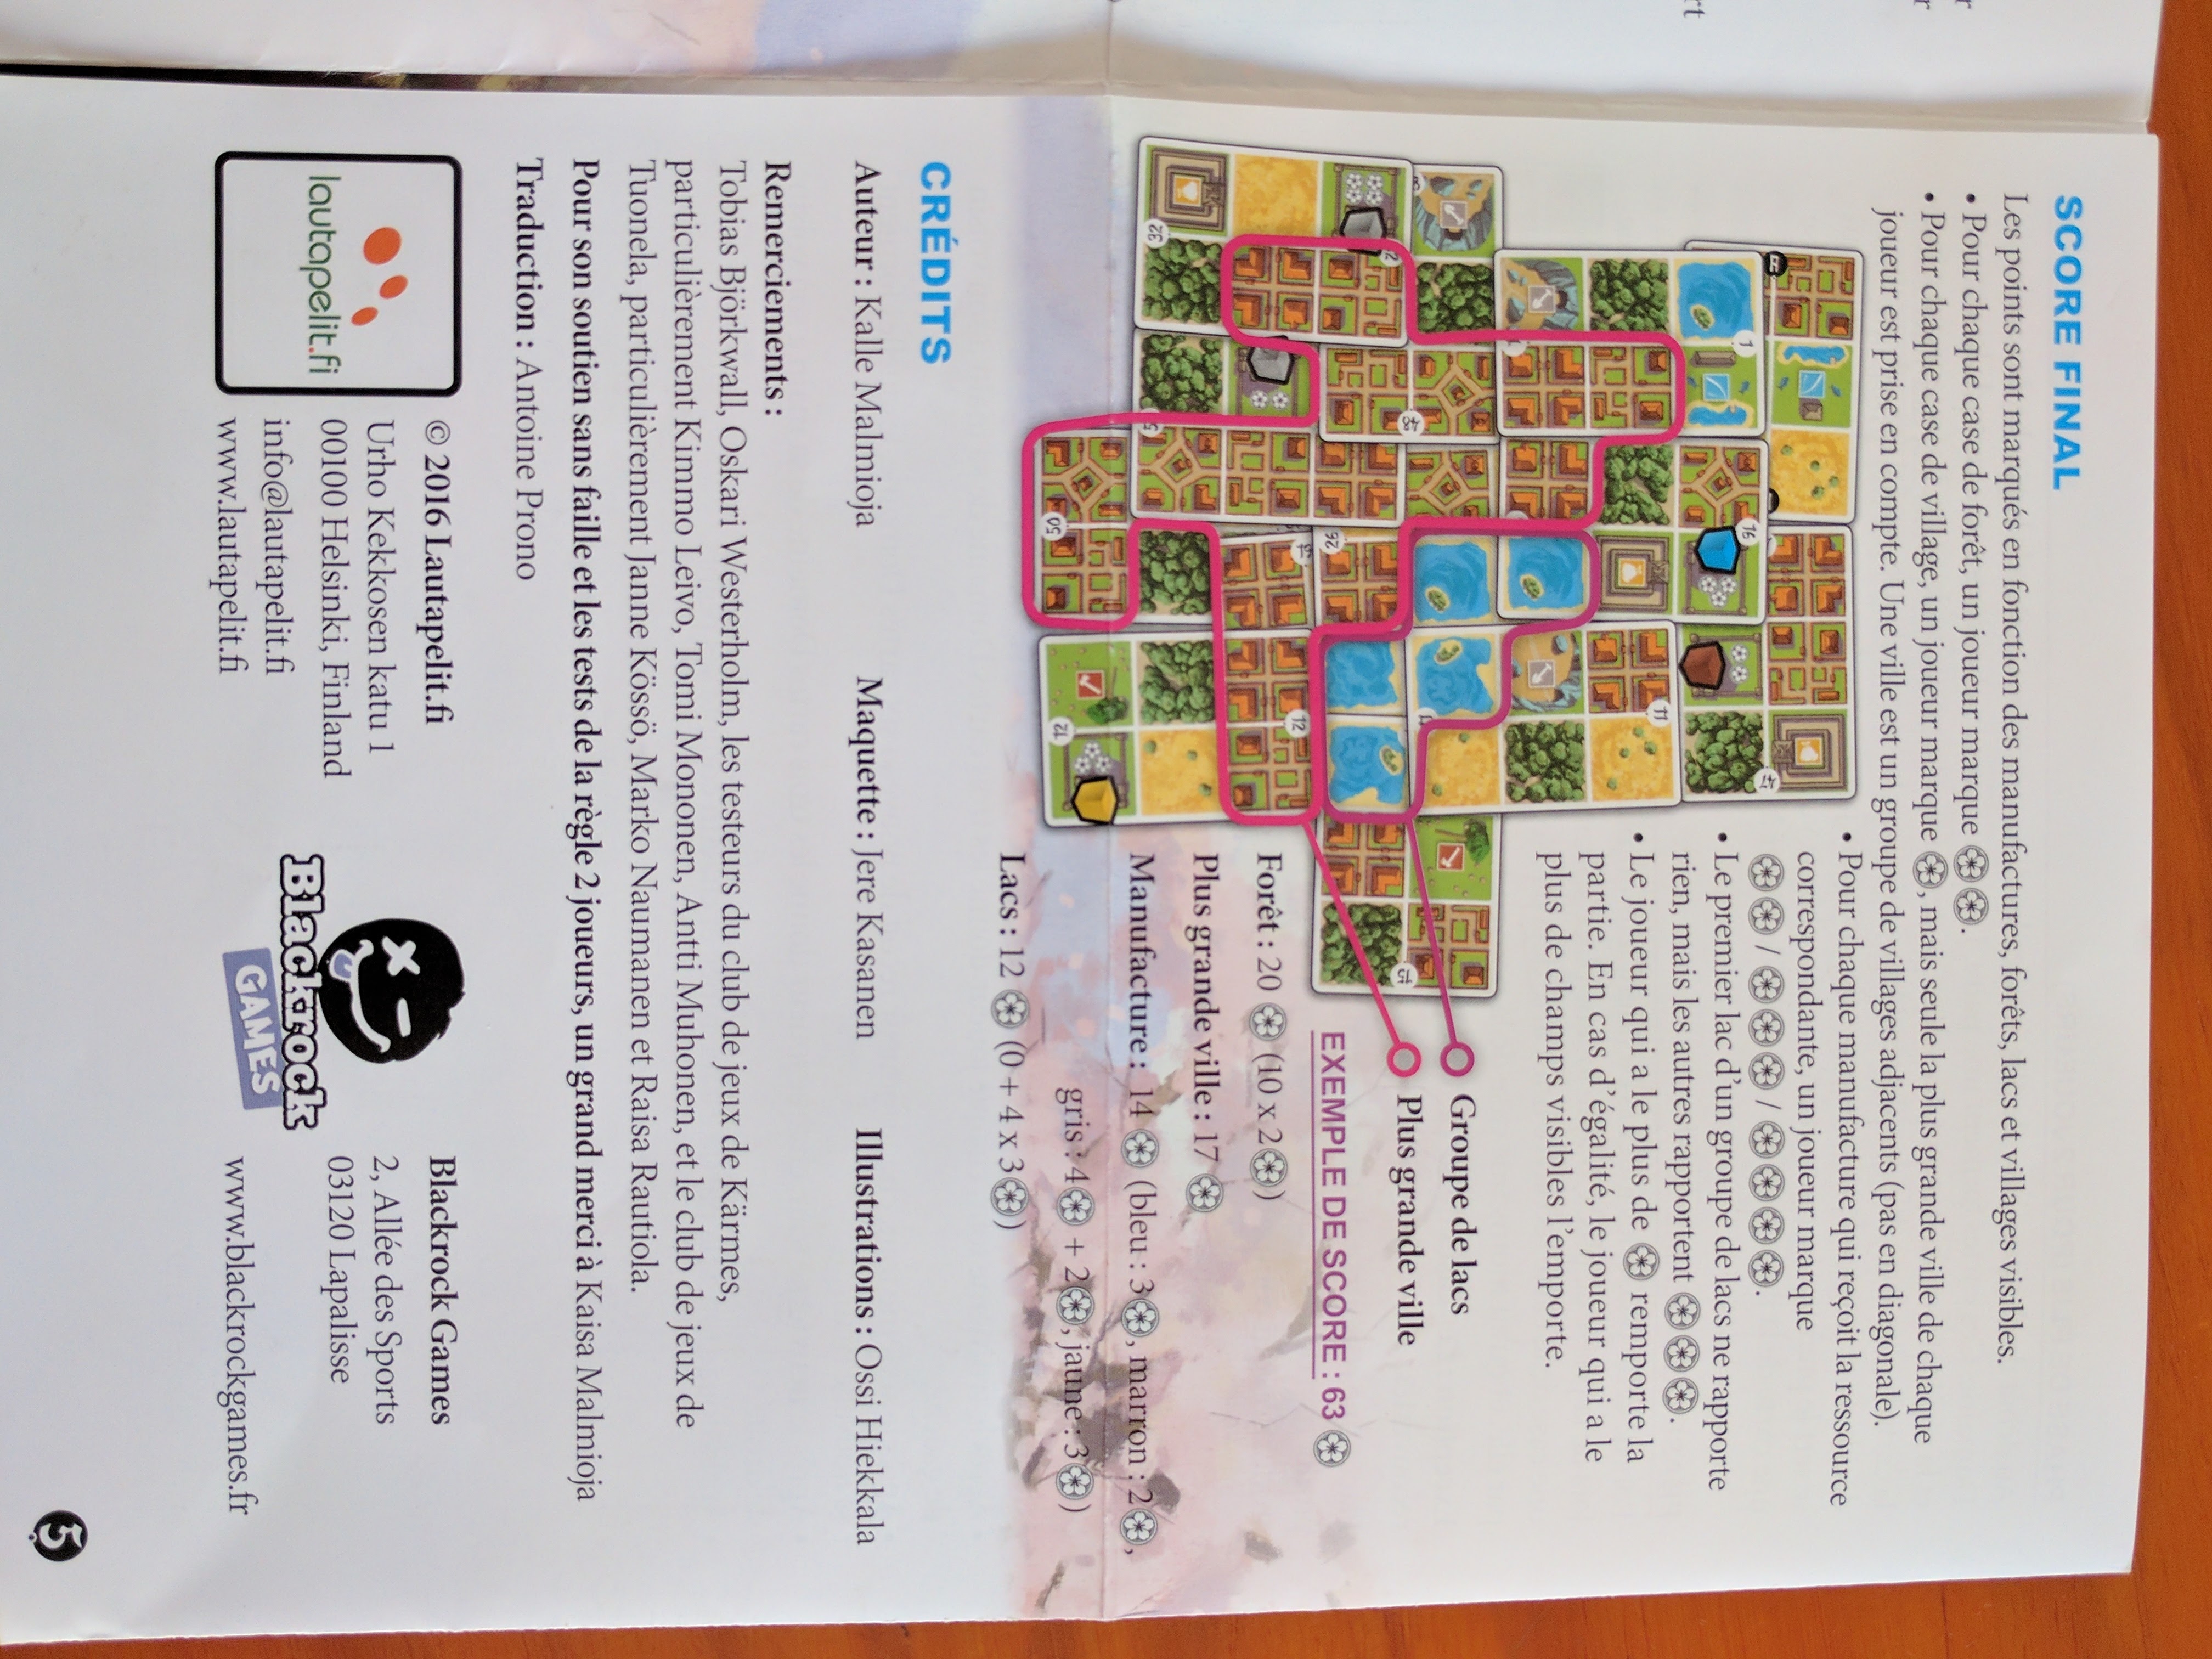 SCORE FINAL
Les points sont marqués en fonction des manufactures, forêts, lacs et villages visibles.
• Pour chaque case de forêt, un joueur marque
• Pour chaque case de village, un joueur marque , mais seule la plus grande ville de chaque
joueur est prise en compte. Une ville est un groupe de villages adjacents (pas en diagonale).
• Pour chaque manufacture qui reçoit la ressource
correspondante, un joueur marque
/ / .
• Le premier lac d'un groupe de lacs ne rapporte
rien, mais les autres rapportent .
• Le joueur qui a le plus de remporte la
partie. En cas d'égalité, le joueur qui a le
plus de champs visibles l'emporte.
Groupe de lacs
Plus grande ville
EXEMPLE DE SCORE : 63
Forêt : 20 (10 x 2)
Plus grande ville : 17
Manufacture : 14 (bleu : 3, marron : 2,
gris : 4 + 2, jaune : 3)
Lacs : 12 (0 + 4 x 3)
CRÉDITS
Auteur : Kalle Malmioja Maquette : Jere Kasanen Illustrations : Ossi Hiekkala
Remerciements :
Tobias Björkwall, Oskari Westerholm, les testeurs du club de jeux de Kärmes,
particulièrement Kimmo Leivo, Tomi Mononen, Antti Muhonen, et le club de jeux de
Tuonela, particulièrement Janne Kössö, Marko Naumanen et Raisa Rautiola.
Pour son soutien sans faille et les tests de la règle 2 joueurs, un grand merci à Kaisa Malmioja
Traduction : Antoine Prono
lautapelit.fi
© 2016 Lautapelit.fi
Urho Kekkosen katu 1
00100 Helsinki, Finland
info@lautapelit.fi
www.lautapelit.fi
Blackrock
GAMES
Blackrock Games
2, Allée des Sports
03120 Lapalisse
www.blackrockgames.fr
5